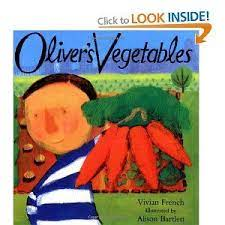 Click to LOOK INSIDE!
Oliver's Vegetables
Vivian French
Illustrated by
Alison Bartlett